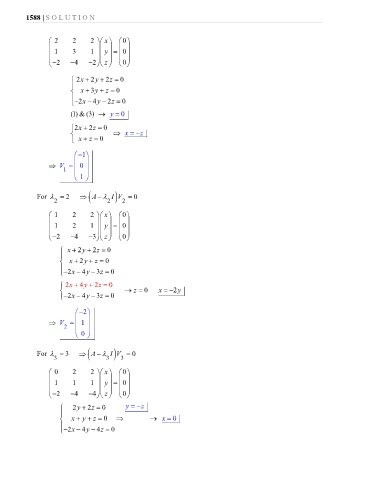 1588 | SOLUTION
( 2 2 2 ; 1 3 1 ; −2 −4 −2 ) ( x ; y ; z ) = ( 0 ; 0 ; 0 )
2x + 2y + 2z = 0
x + 3y + z = 0
−2x − 4y − 2z = 0
(1) & (3) → y = 0
2x + 2z = 0
x + z = 0 ⇒ x = −z
⇒ V₁ = ( −1 ; 0 ; 1 )
For λ₂ = 2 ⇒ (A − λ₂I)V₂ = 0
( 1 2 2 ; 1 2 1 ; −2 −4 −3 ) ( x ; y ; z ) = ( 0 ; 0 ; 0 )
x + 2y + 2z = 0
x + 2y + z = 0
−2x − 4y − 3z = 0
2x + 4y + 2z = 0
−2x − 4y − 3z = 0 → z = 0 x = −2y
⇒ V₂ = ( −2 ; 1 ; 0 )
For λ₃ = 3 ⇒ (A − λ₃I)V₃ = 0
( 0 2 2 ; 1 1 1 ; −2 −4 −4 ) ( x ; y ; z ) = ( 0 ; 0 ; 0 )
2y + 2z = 0 y = −z
x + y + z = 0 ⇒ → x = 0
−2x − 4y − 4z = 0